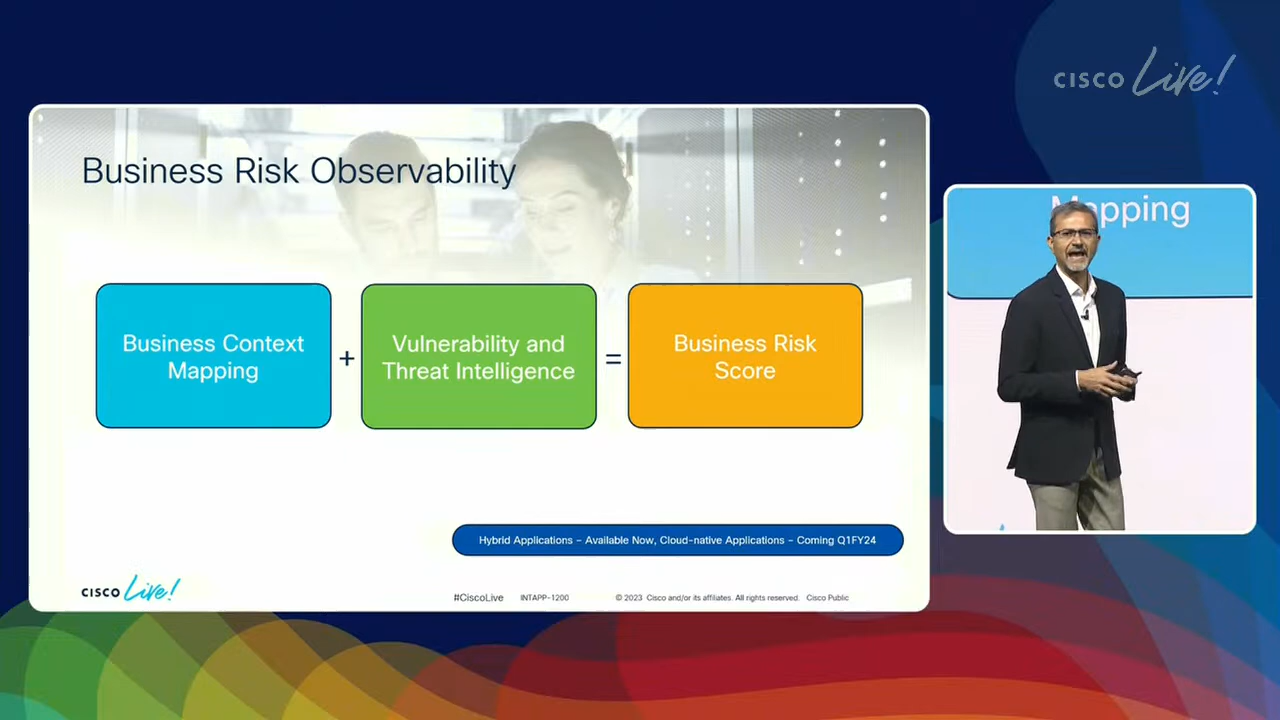 CISCO Live!
Business Risk Observability
Mapping
Business Context
Mapping
+
Vulnerability and
Threat Intelligence
=
Business Risk
Score
Hybrid Applications – Available Now, Cloud-native Applications – Coming Q1FY24
CISCO Live!
#CiscoLive
INTAPP-1200
© 2023 Cisco and/or its affiliates. All rights reserved. Cisco Public